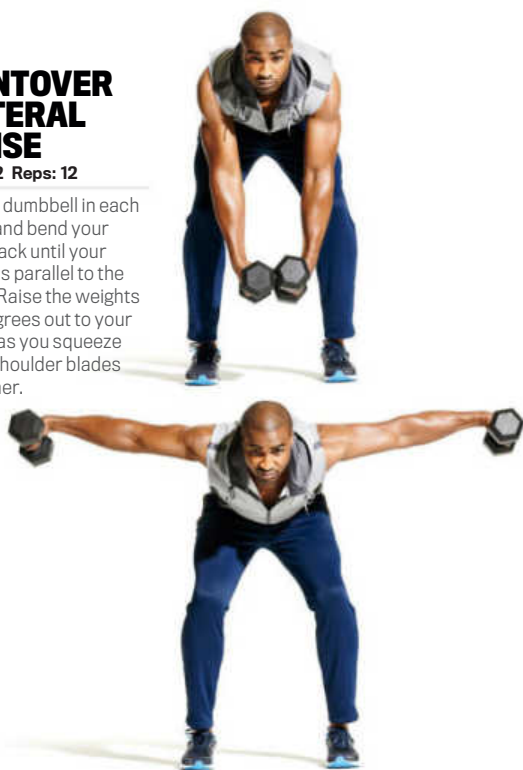 NTOVER
TERAL
ISE
2 Reps: 12
dumbbell in each
and bend your
ack until your
s parallel to the
Raise the weights
grees out to your
as you squeeze
houlder blades
er.